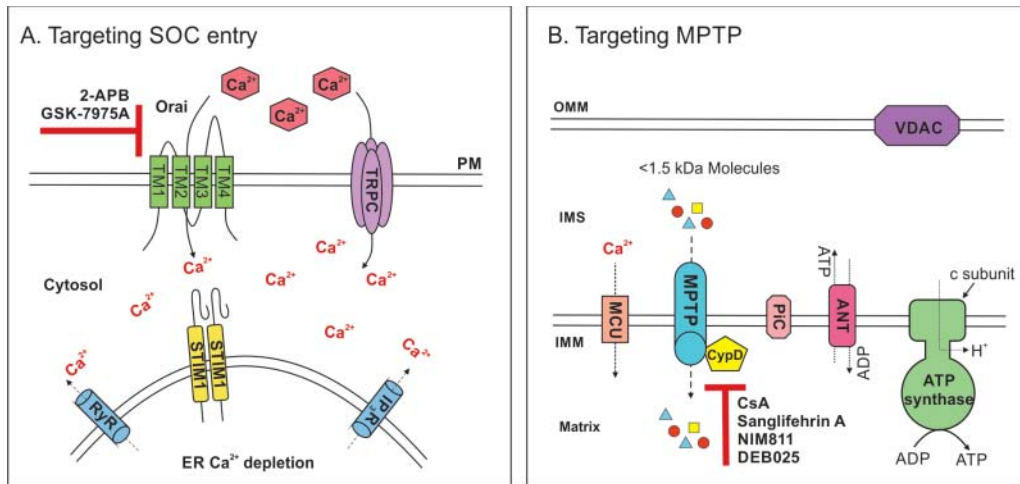 A. Targeting SOC entry
2-APB
GSK-7975A
Orai
Ca²⁺
Ca²⁺
Ca²⁺
TM1
TM2
TM3
TM4
TRPC
PM
Ca²⁺
Ca²⁺
Ca²⁺
Ca²⁺
Cytosol
Ca²⁺
Ca²⁺
Ca²⁺
Ca²⁺
STIM1
STIM1
RyR
IP₃R
ER Ca²⁺ depletion
B. Targeting MPTP
OMM
VDAC
<1.5 kDa Molecules
IMS
Ca²⁺
MCU
MPTP
CypD
PiC
ATP
ANT
ADP
c subunit
H⁺
ATP
synthase
IMM
Matrix
CsA
Sanglifehrin A
NIM811
DEB025
ADP
ATP